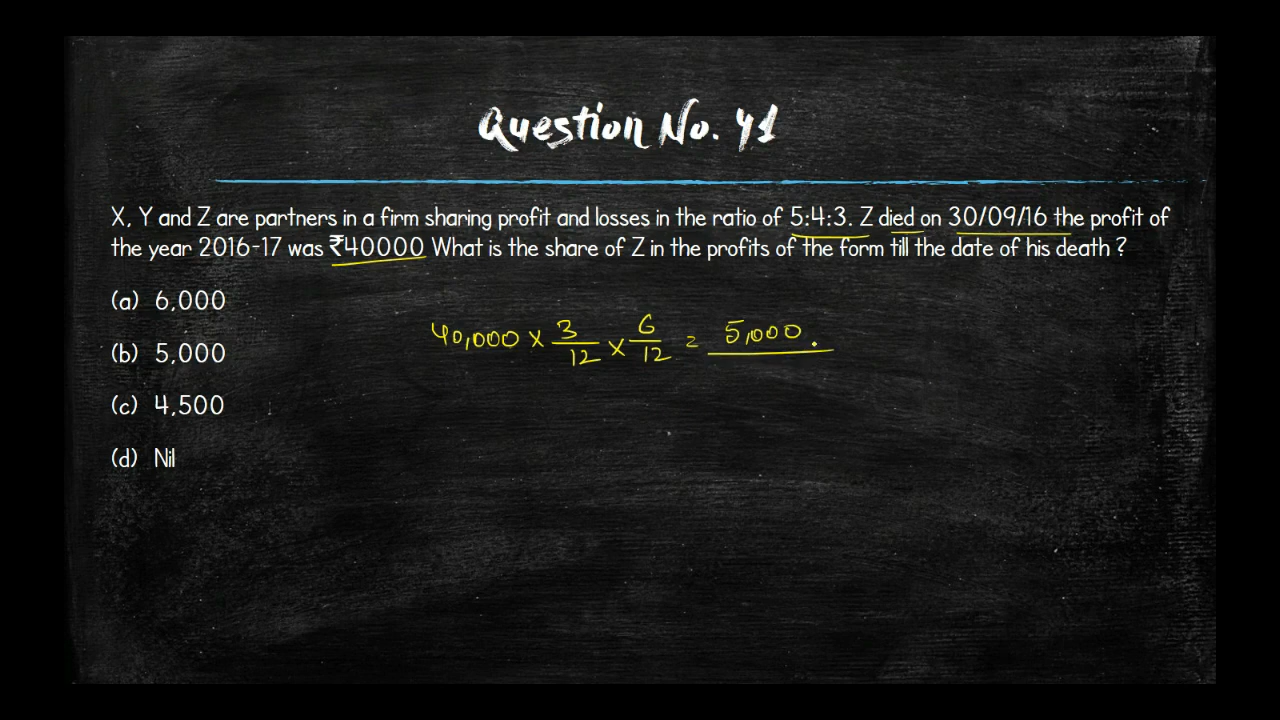 Question No. 41
X, Y and Z are partners in a firm sharing profit and losses in the ratio of 5:4:3. Z died on 30/09/16 the profit of
the year 2016-17 was ₹40000 What is the share of Z in the profits of the form till the date of his death ?
(a) 6,000
(b) 5,000
(c) 4,500
(d) Nil
40,000 × 3/12 × 6/12 = 5,000.